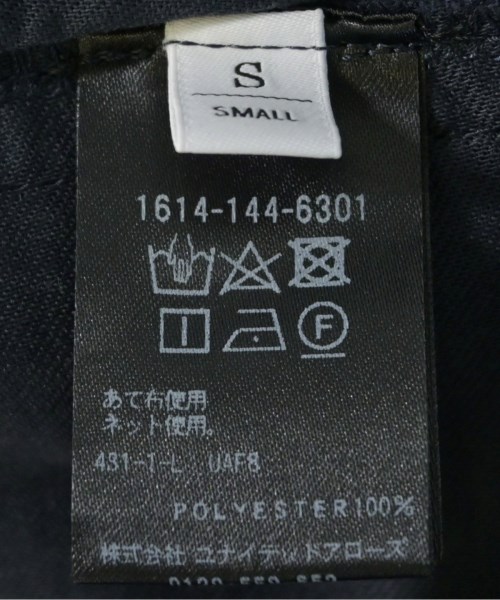 S
SMALL
1614-144-6301
F
あて布使用
ネット使用。
431-1-L UAF8
POLYESTER100%
株式会社 ユナイテッドアローズ